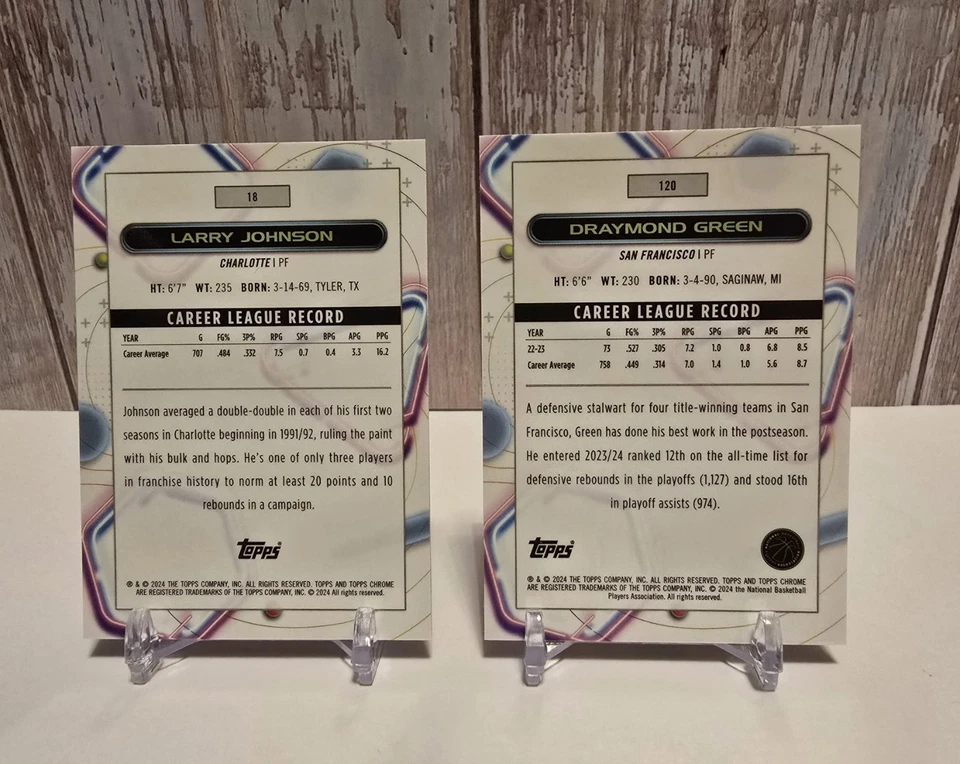 18
LARRY JOHNSON
CHARLOTTE | PF
HT: 6'7" WT: 235 BORN: 3-14-69, TYLER, TX
CAREER LEAGUE RECORD
YEAR G FG% 3P% RPG SPG BPG APG PPG
Career Average 707 .484 .332 7.5 0.7 0.4 3.3 16.2
Johnson averaged a double-double in each of his first two
seasons in Charlotte beginning in 1991/92, ruling the paint
with his bulk and hops. He's one of only three players
in franchise history to norm at least 20 points and 10
rebounds in a campaign.
Topps
® & © 2024 THE TOPPS COMPANY, INC. ALL RIGHTS RESERVED. TOPPS AND TOPPS CHROME
ARE REGISTERED TRADEMARKS OF THE TOPPS COMPANY, INC. © 2024 All rights reserved.
120
DRAYMOND GREEN
SAN FRANCISCO | PF
HT: 6'6" WT: 230 BORN: 3-4-90, SAGINAW, MI
CAREER LEAGUE RECORD
YEAR G FG% 3P% RPG SPG BPG APG PPG
22-23 73 .527 .305 7.2 1.0 0.8 6.8 8.5
Career Average 758 .449 .314 7.0 1.4 1.0 5.6 8.7
A defensive stalwart for four title-winning teams in San
Francisco, Green has done his best work in the postseason.
He entered 2023/24 ranked 12th on the all-time list for
defensive rebounds in the playoffs (1,127) and stood 16th
in playoff assists (974).
Topps
® & © 2024 THE TOPPS COMPANY, INC. ALL RIGHTS RESERVED. TOPPS AND TOPPS CHROME
ARE REGISTERED TRADEMARKS OF THE TOPPS COMPANY, INC. © 2024 the National Basketball
Players Association. All rights reserved.